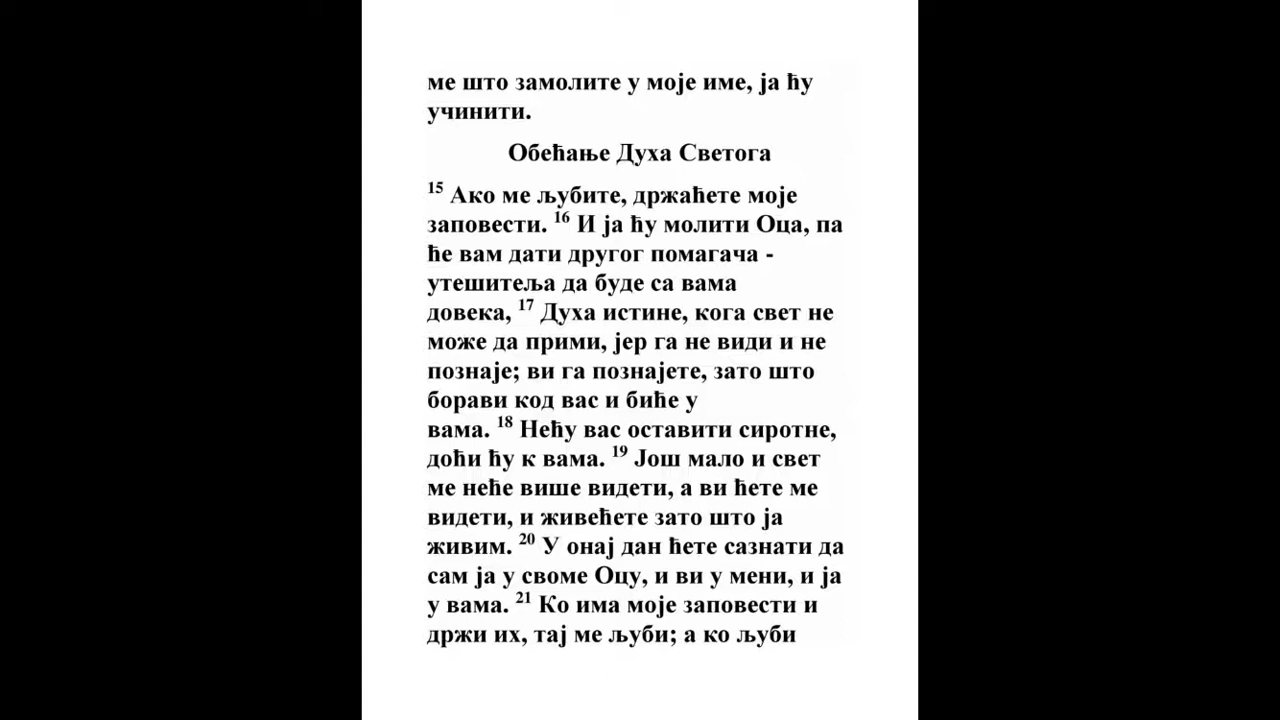 ме што замолите у моје име, ја ћу
учинити.
Обећање Духа Светога
15 Ако ме љубите, држаћете моје
заповести. 16 И ја ћу молити Оца, па
ће вам дати другог помагача -
утешитеља да буде са вама
довека, 17 Духа истине, кога свет не
може да прими, јер га не види и не
познаје; ви га познајете, зато што
борави код вас и биће у
вама. 18 Нећу вас оставити сиротне,
доћи ћу к вама. 19 Још мало и свет
ме неће више видети, а ви ћете ме
видети, и живећете зато што ја
живим. 20 У онај дан ћете сазнати да
сам ја у своме Оцу, и ви у мени, и ја
у вама. 21 Ко има моје заповести и
држи их, тај ме љуби; а ко љуби